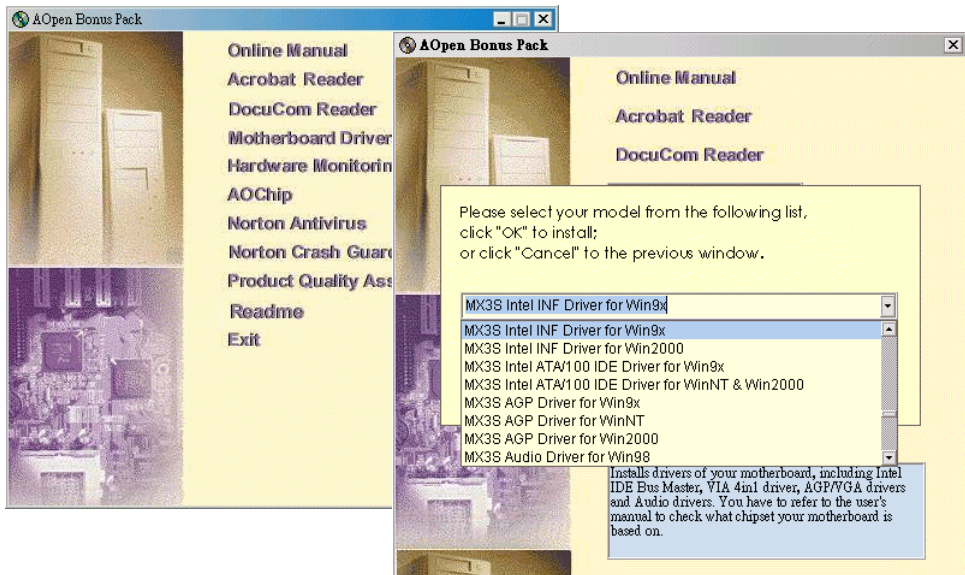 AOpen Bonus Pack
Online Manual
Acrobat Reader
DocuCom Reader
Motherboard Driver
Hardware Monitorin
AOChip
Norton Antivirus
Norton Crash Guard
Product Quality Ass
Readme
Exit
AOpen Bonus Pack
Online Manual
Acrobat Reader
DocuCom Reader
Please select your model from the following list,
click "OK" to install;
or click "Cancel" to the previous window.
MX3S Intel INF Driver for Win9x
MX3S Intel INF Driver for Win9x
MX3S Intel INF Driver for Win2000
MX3S Intel ATA/100 IDE Driver for Win9x
MX3S Intel ATA/100 IDE Driver for WinNT & Win2000
MX3S AGP Driver for Win9x
MX3S AGP Driver for WinNT
MX3S AGP Driver for Win2000
MX3S Audio Driver for Win98
Installs drivers of your motherboard, including Intel
IDE Bus Master, VIA 4in1 driver, AGP/VGA drivers
and Audio drivers. You have to refer to the user's
manual to check what chipset your motherboard is
based on.